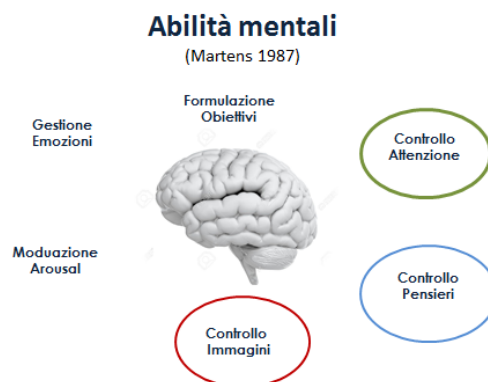 Abilità mentali
(Martens 1987)
Formulazione
Obiettivi
Gestione
Emozioni
Controllo
Attenzione
Moduazione
Arousal
Controllo
Pensieri
Controllo
Immagini